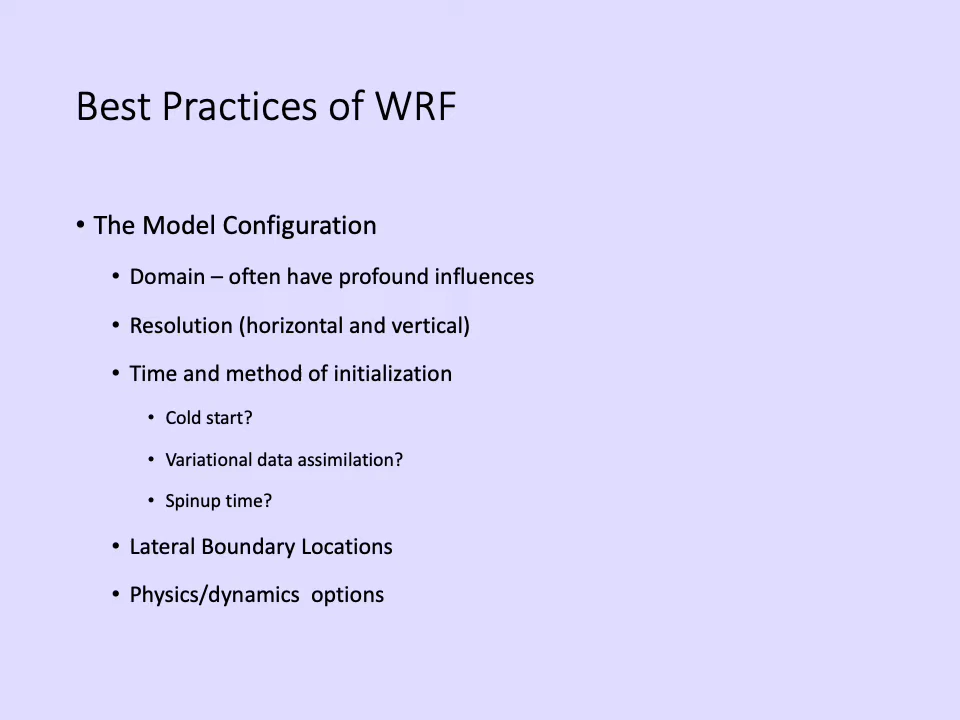 Best Practices of WRF
• The Model Configuration
• Domain – often have profound influences
• Resolution (horizontal and vertical)
• Time and method of initialization
• Cold start?
• Variational data assimilation?
• Spinup time?
• Lateral Boundary Locations
• Physics/dynamics  options